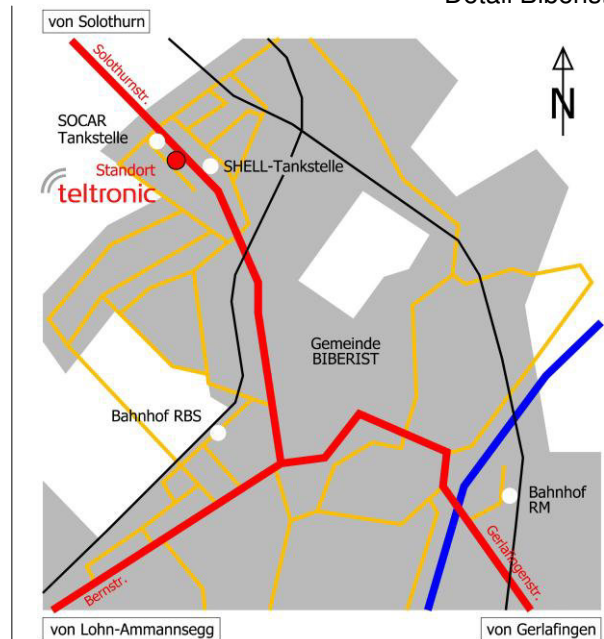 Detail Biberist
von Solothurn
Solothurnstr.
N
SOCAR
Tankstelle
Standort
teltronic
SHELL-Tankstelle
Gemeinde
BIBERIST
Bahnhof RBS
Bahnhof
RM
Bernstr.
Gerlafingenstr.
von Lohn-Ammannsegg
von Gerlafingen